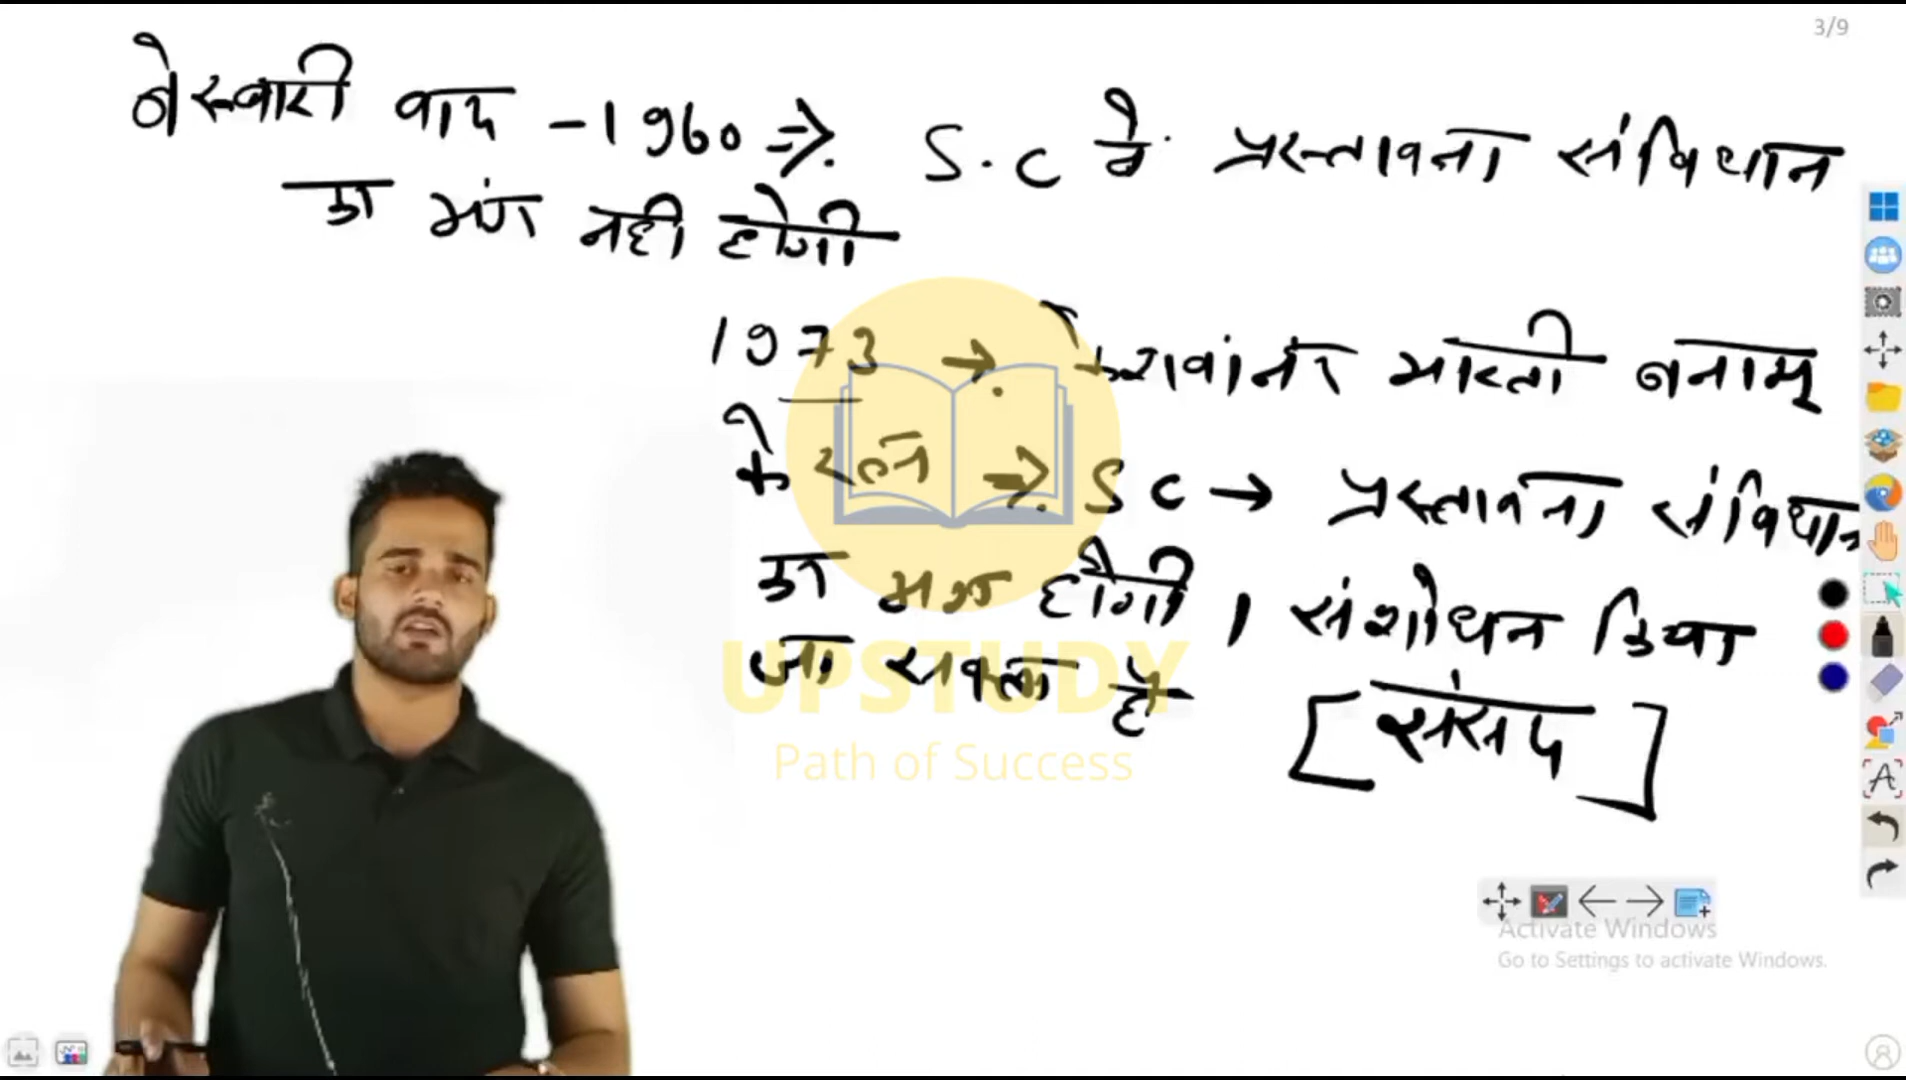 3/9
बेरूबारी वाद - 1960 ⇒ S.C ने प्रस्तावना संविधान
का भाग नही होगी
1973 → केशवानंद भारती बनाम
केरल ⇒ SC → प्रस्तावना संविधान
का भाग होगी । संशोधन किया
जा सकता है [संसद]
UPSTUDY
Path of Success
Activate Windows
Go to Settings to activate Windows.